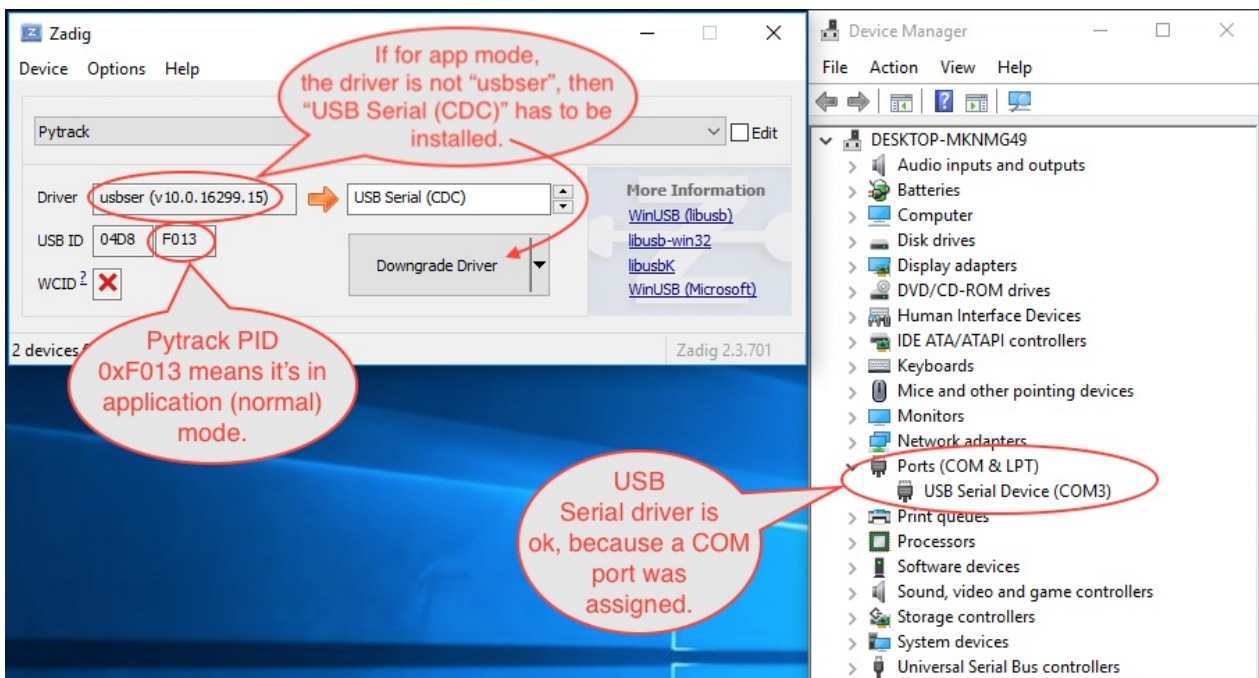 Zadig
Device Options Help
If for app mode,
the driver is not “usbser”, then
“USB Serial (CDC)” has to be
installed.
Pytrack
Edit
Driver usbser (v10.0.16299.15) USB Serial (CDC)
USB ID 04D8 F013
WCID ?
Downgrade Driver
More Information
WinUSB (libusb)
libusb-win32
libusbK
WinUSB (Microsoft)
2 devices
Zadig 2.3.701
Pytrack PID
0xF013 means it’s in
application (normal)
mode.
USB
Serial driver is
ok, because a COM
port was
assigned.
Device Manager
File Action View Help
DESKTOP-MKNMG49
Audio inputs and outputs
Batteries
Computer
Disk drives
Display adapters
DVD/CD-ROM drives
Human Interface Devices
IDE ATA/ATAPI controllers
Keyboards
Mice and other pointing devices
Monitors
Network adapters
Ports (COM & LPT)
USB Serial Device (COM3)
Print queues
Processors
Software devices
Sound, video and game controllers
Storage controllers
System devices
Universal Serial Bus controllers